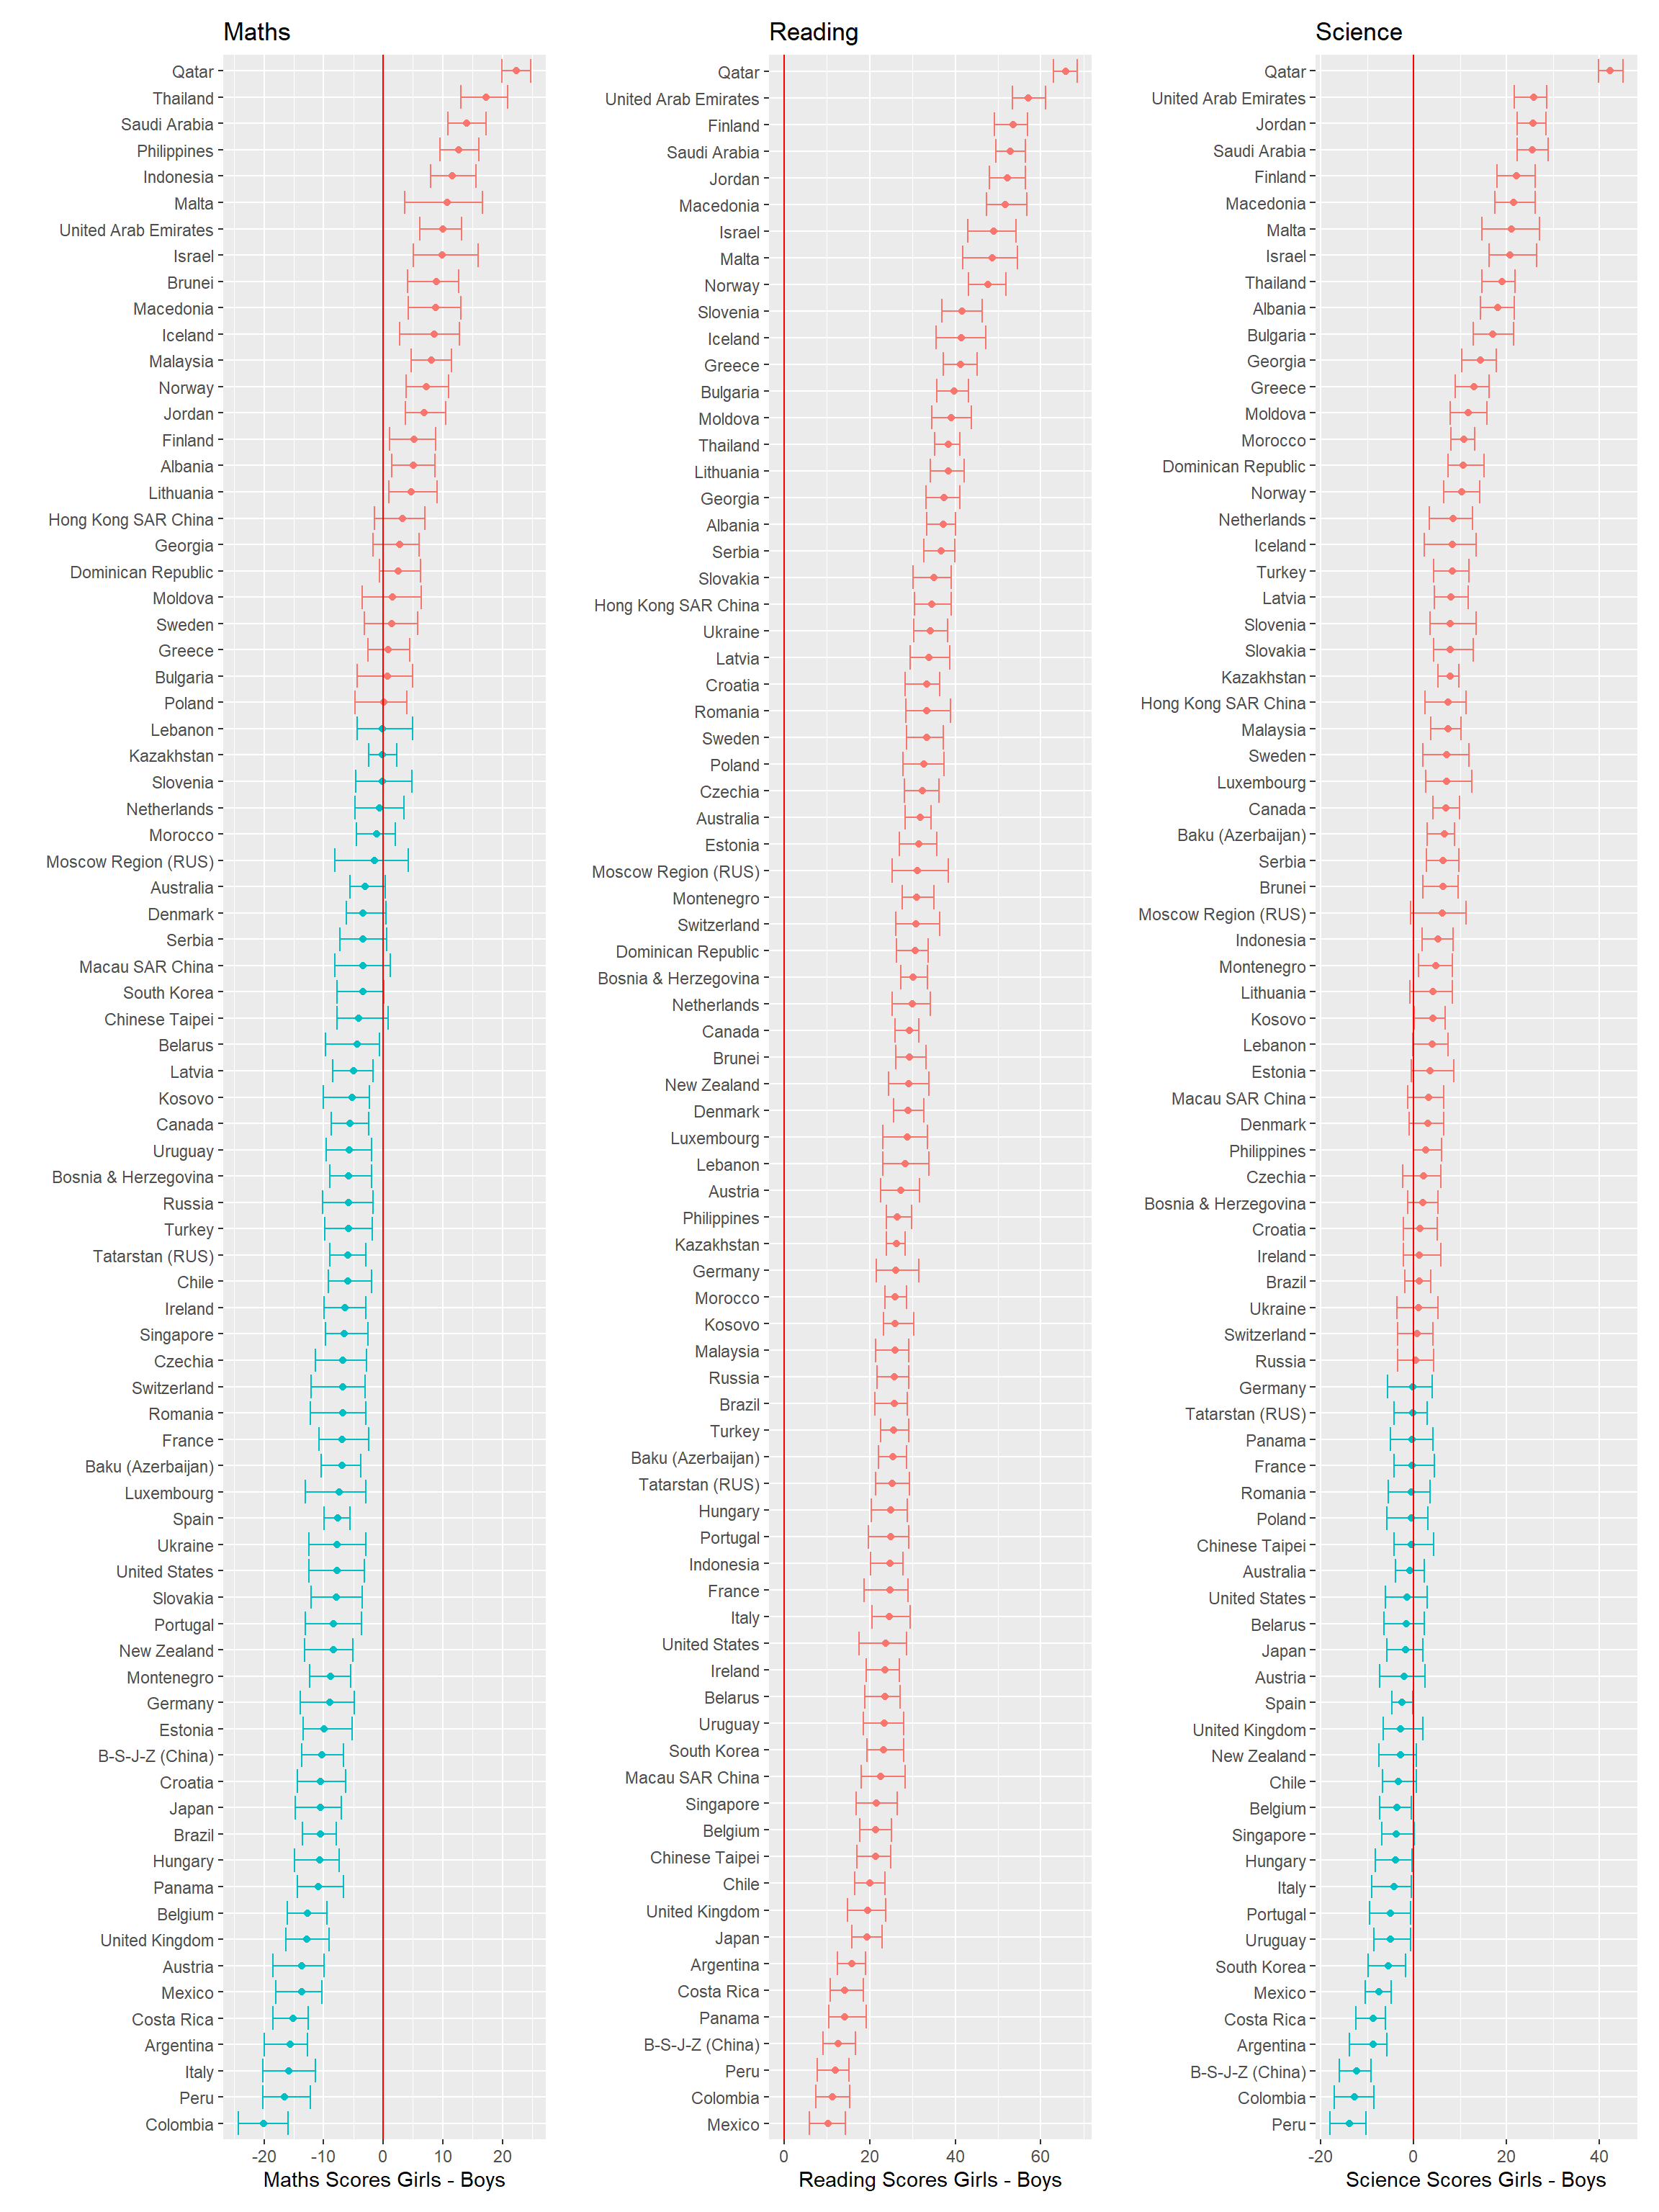 Maths
Qatar
Thailand
Saudi Arabia
Philippines
Indonesia
Malta
United Arab Emirates
Israel
Brunei
Macedonia
Iceland
Malaysia
Norway
Jordan
Finland
Albania
Lithuania
Hong Kong SAR China
Georgia
Dominican Republic
Moldova
Sweden
Greece
Bulgaria
Poland
Lebanon
Kazakhstan
Slovenia
Netherlands
Morocco
Moscow Region (RUS)
Australia
Denmark
Serbia
Macau SAR China
South Korea
Chinese Taipei
Belarus
Latvia
Kosovo
Canada
Uruguay
Bosnia & Herzegovina
Russia
Turkey
Tatarstan (RUS)
Chile
Ireland
Singapore
Czechia
Switzerland
Romania
France
Baku (Azerbaijan)
Luxembourg
Spain
Ukraine
United States
Slovakia
Portugal
New Zealand
Montenegro
Germany
Estonia
B-S-J-Z (China)
Croatia
Japan
Brazil
Hungary
Panama
Belgium
United Kingdom
Austria
Mexico
Costa Rica
Argentina
Italy
Peru
Colombia
-20 -10 0 10 20
Maths Scores Girls - Boys
Reading
Qatar
United Arab Emirates
Finland
Saudi Arabia
Jordan
Macedonia
Israel
Malta
Norway
Slovenia
Iceland
Greece
Bulgaria
Moldova
Thailand
Lithuania
Georgia
Albania
Serbia
Slovakia
Hong Kong SAR China
Ukraine
Latvia
Croatia
Romania
Sweden
Poland
Czechia
Australia
Estonia
Moscow Region (RUS)
Montenegro
Switzerland
Dominican Republic
Bosnia & Herzegovina
Netherlands
Canada
Brunei
New Zealand
Denmark
Luxembourg
Lebanon
Austria
Philippines
Kazakhstan
Germany
Morocco
Kosovo
Malaysia
Russia
Brazil
Turkey
Baku (Azerbaijan)
Tatarstan (RUS)
Hungary
Portugal
Indonesia
France
Italy
United States
Ireland
Belarus
Uruguay
South Korea
Macau SAR China
Singapore
Belgium
Chinese Taipei
Chile
United Kingdom
Japan
Argentina
Costa Rica
Panama
B-S-J-Z (China)
Peru
Colombia
Mexico
0 20 40 60
Reading Scores Girls - Boys
Science
Qatar
United Arab Emirates
Jordan
Saudi Arabia
Finland
Macedonia
Malta
Israel
Thailand
Albania
Bulgaria
Georgia
Greece
Moldova
Morocco
Dominican Republic
Norway
Netherlands
Iceland
Turkey
Latvia
Slovenia
Slovakia
Kazakhstan
Hong Kong SAR China
Malaysia
Sweden
Luxembourg
Canada
Baku (Azerbaijan)
Serbia
Brunei
Moscow Region (RUS)
Indonesia
Montenegro
Lithuania
Kosovo
Lebanon
Estonia
Macau SAR China
Denmark
Philippines
Czechia
Bosnia & Herzegovina
Croatia
Ireland
Brazil
Ukraine
Switzerland
Russia
Germany
Tatarstan (RUS)
Panama
France
Romania
Poland
Chinese Taipei
Australia
United States
Belarus
Japan
Austria
Spain
United Kingdom
New Zealand
Chile
Belgium
Singapore
Hungary
Italy
Portugal
Uruguay
South Korea
Mexico
Costa Rica
Argentina
B-S-J-Z (China)
Colombia
Peru
-20 0 20 40
Science Scores Girls - Boys